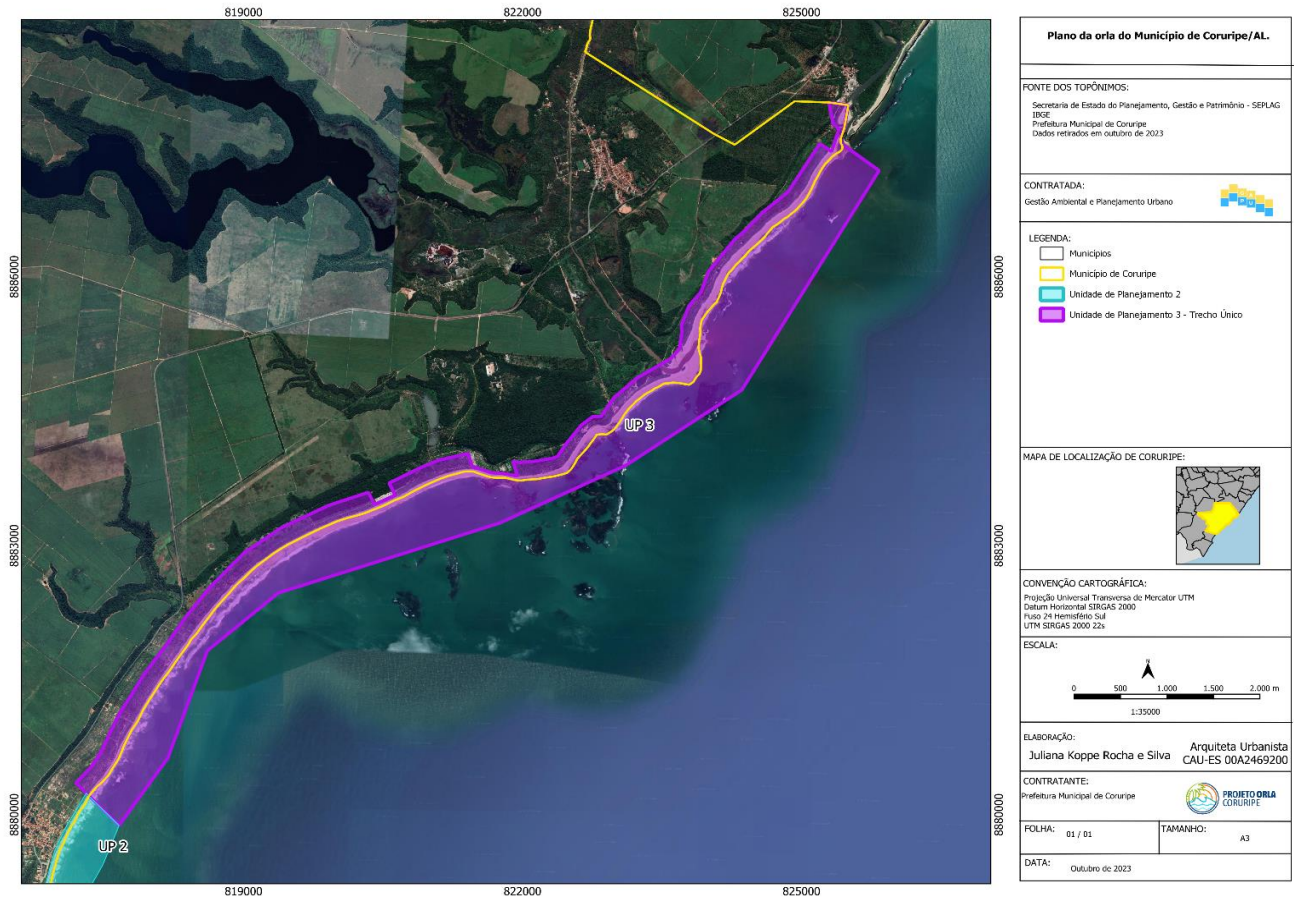 819000
822000
825000
8886000
8883000
8880000
8886000
8883000
8880000
UP 3
UP 2
819000
822000
825000
Plano da orla do Município de Coruripe/AL.
FONTE DOS TOPÔNIMOS:
Secretaria de Estado do Planejamento, Gestão e Patrimônio - SEPLAG
IBGE
Prefeitura Municipal de Coruripe
Dados retirados em outubro de 2023
CONTRATADA:
Gestão Ambiental e Planejamento Urbano
LEGENDA:
Municípios
Município de Coruripe
Unidade de Planejamento 2
Unidade de Planejamento 3 - Trecho Único
MAPA DE LOCALIZAÇÃO DE CORURIPE:
CONVENÇÃO CARTOGRÁFICA:
Projeção Universal Transversa de Mercator UTM
Datum Horizontal SIRGAS 2000
Fuso 24 Hemisfério Sul
UTM SIRGAS 2000 22s
ESCALA:
N
0 500 1.000 1.500 2.000 m
1:35000
ELABORAÇÃO:
Juliana Koppe Rocha e Silva
Arquiteta Urbanista
CAU-ES 00A2469200
CONTRATANTE:
Prefeitura Municipal de Coruripe
PROJETO ORLA
CORURIPE
FOLHA: 01 / 01
TAMANHO: A3
DATA: Outubro de 2023